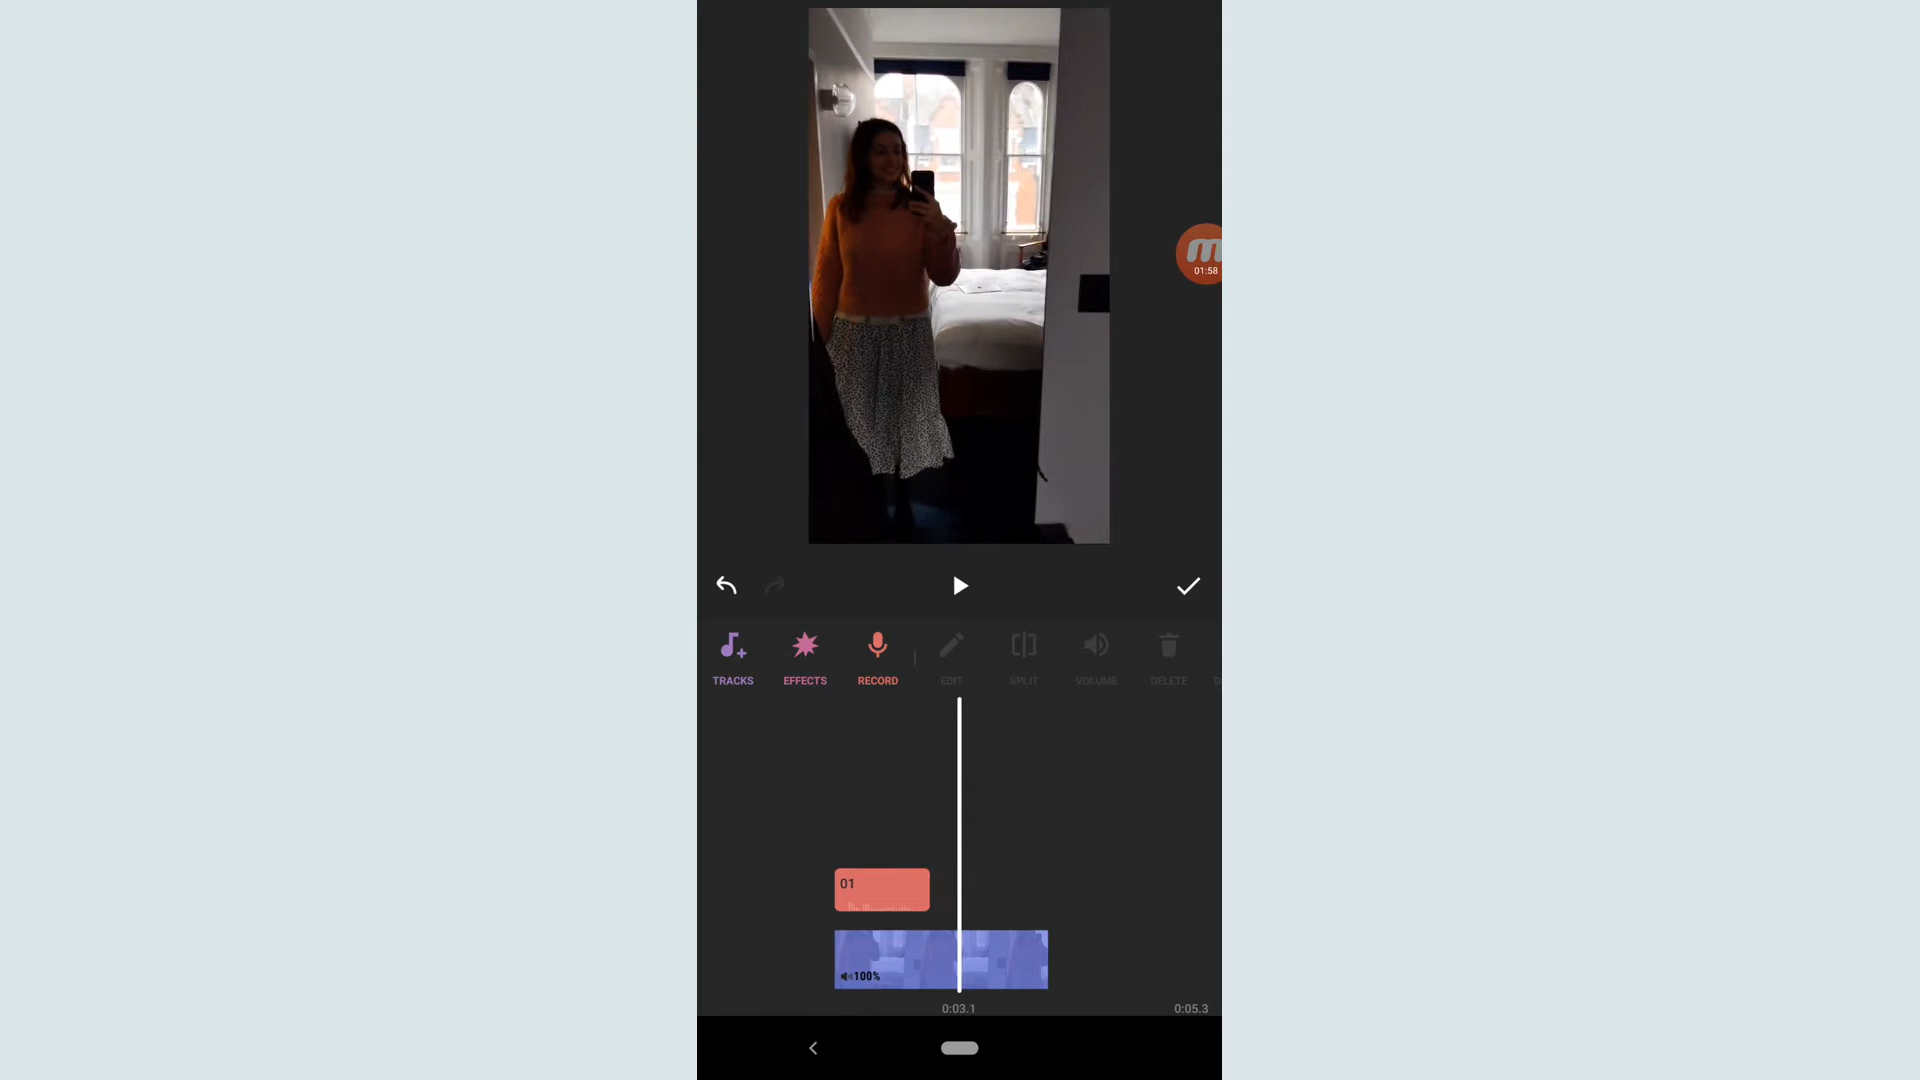 01:58
TRACKS EFFECTS RECORD EDIT SPLIT VOLUME DELETE
01
100%
0:03.1 0:05.3